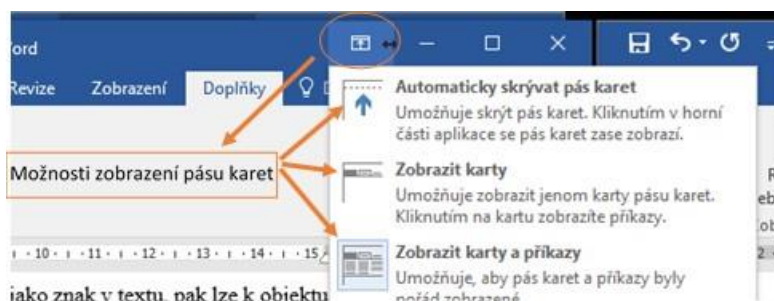 ord
Revize Zobrazení Doplňky
Automaticky skrývat pás karet
Umožňuje skrýt pás karet. Kliknutím v horní
části aplikace se pás karet zase zobrazí.
Možnosti zobrazení pásu karet
Zobrazit karty
Umožňuje zobrazit jenom karty pásu karet.
Kliknutím na kartu zobrazíte příkazy.
· 10 · · 11 · · 12 · · 13 · · 14 · · 15
Zobrazit karty a příkazy
Umožňuje, aby pás karet a příkazy byly
pořád zobrazené.
jako znak v textu, pak lze k objektu